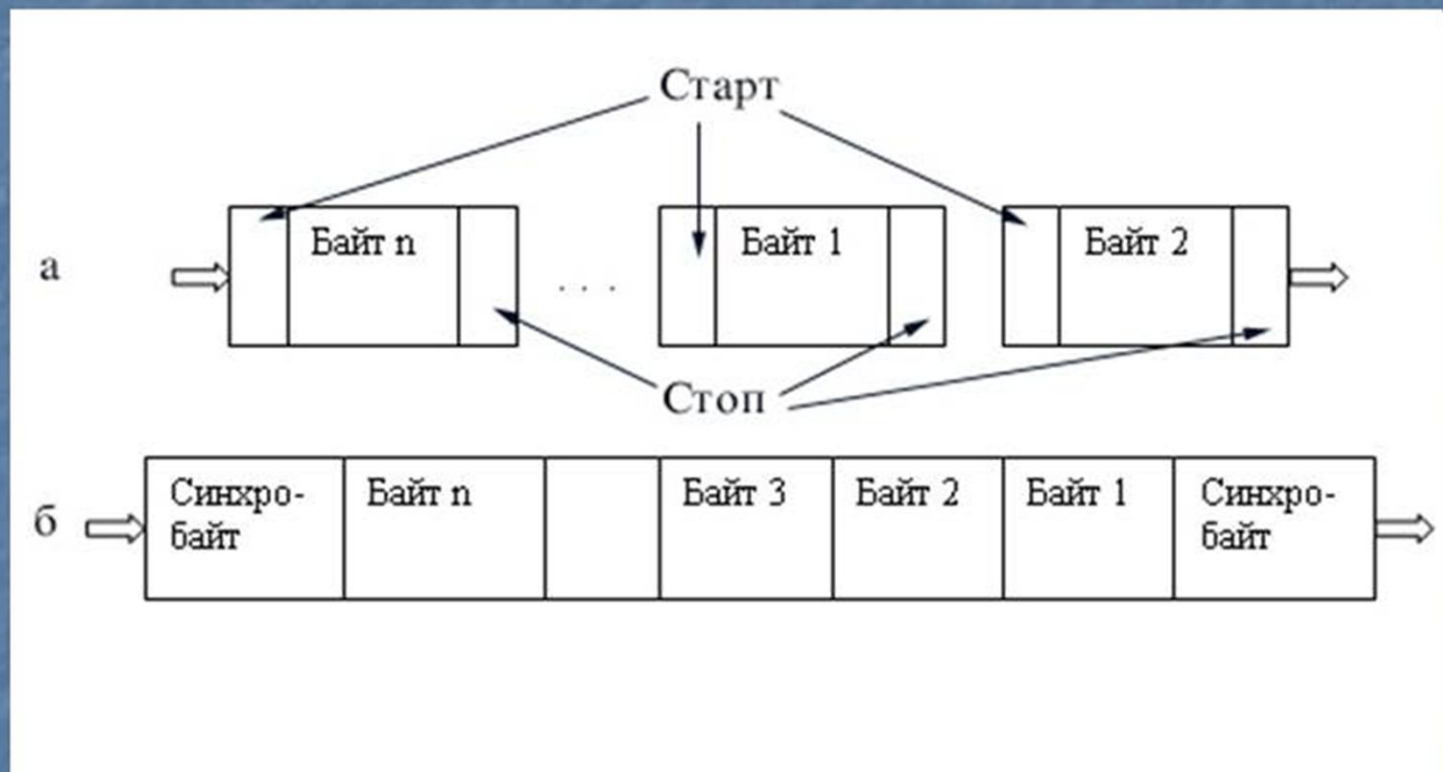 Старт
а
Байт n
. . .
Байт 1
Байт 2
Стоп
б
Синхро-
байт
Байт n
Байт 3
Байт 2
Байт 1
Синхро-
байт